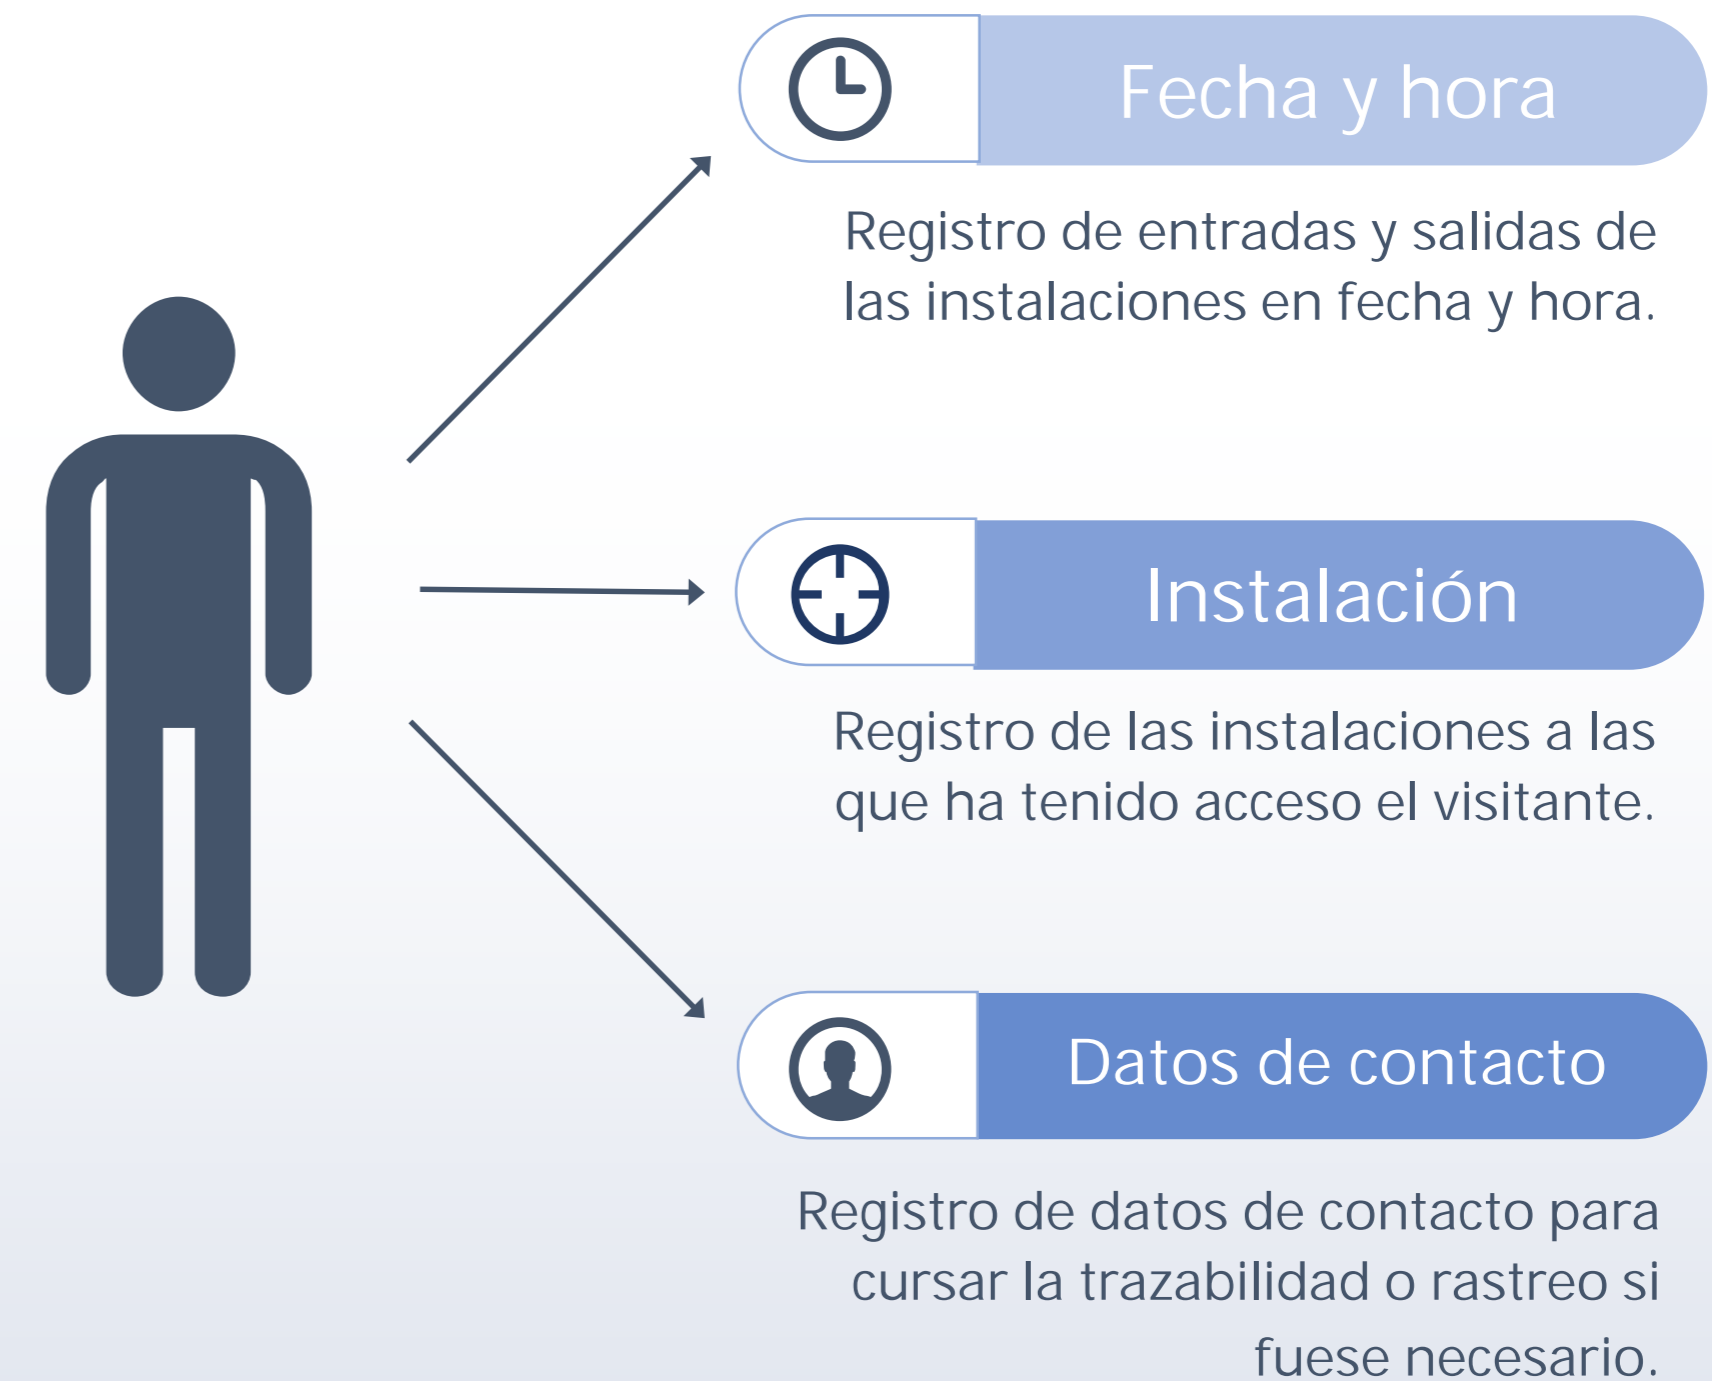 Fecha y hora
Registro de entradas y salidas de
las instalaciones en fecha y hora.
Instalación
Registro de las instalaciones a las
que ha tenido acceso el visitante.
Datos de contacto
Registro de datos de contacto para
cursar la trazabilidad o rastreo si
fuese necesario.